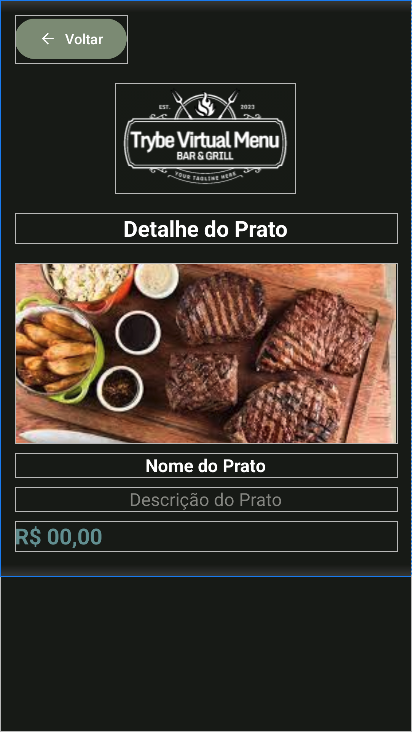 Voltar
EST. 2023
Trybe Virtual Menu
BAR & GRILL
YOUR TAGLINE HERE
Detalhe do Prato
Nome do Prato
Descrição do Prato
R$ 00,00